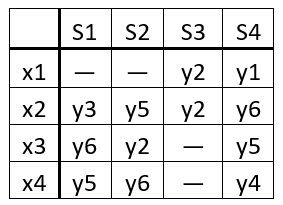 S1 S2 S3 S4
x1 — — y2 y1
x2 y3 y5 y2 y6
x3 y6 y2 — y5
x4 y5 y6 — y4